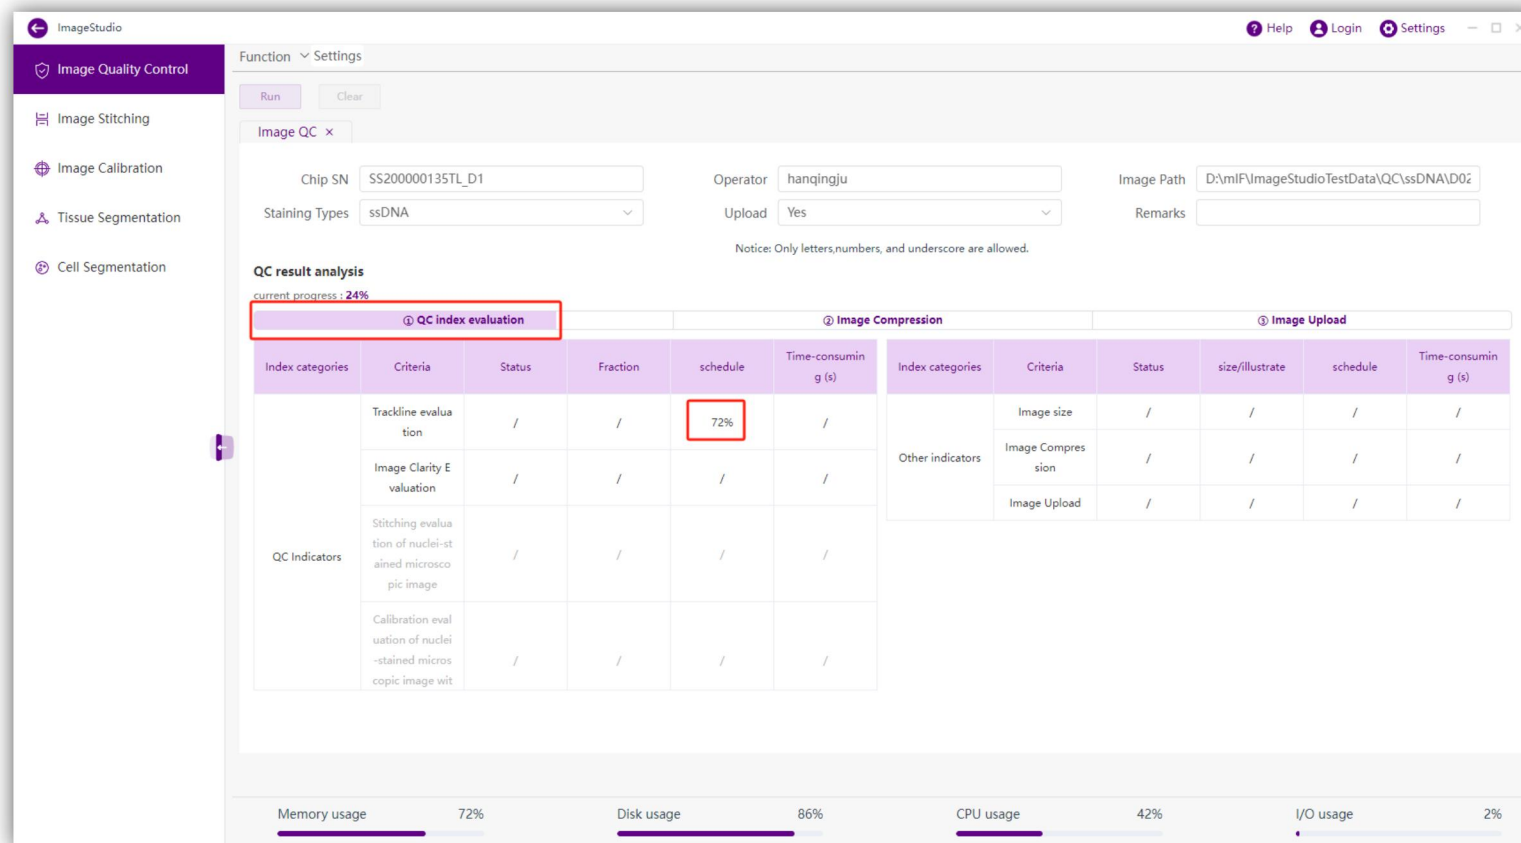 ImageStudio
Help Login Settings
Image Quality Control
Image Stitching
Image Calibration
Tissue Segmentation
Cell Segmentation
Function Settings
Run Clear
Image QC ×
Chip SN SS200000135TL_D1 Operator hanqingju Image Path D:\mIF\ImageStudioTestData\QC\ssDNA\D02
Staining Types ssDNA Upload Yes Remarks
Notice: Only letters,numbers, and underscore are allowed.
QC result analysis
current progress : 24%
① QC index evaluation ② Image Compression ③ Image Upload
Index categories Criteria Status Fraction schedule Time-consumin
g (s)
Trackline evalua
tion / / 72% /
Image Clarity E
valuation / / / /
QC Indicators
Stitching evalua
tion of nuclei-st
ained microsco
pic image / / / /
Calibration eval
uation of nuclei
-stained micros
copic image wit / / / /
Index categories Criteria Status size/illustrate schedule Time-consumin
g (s)
Other indicators
Image size / / / /
Image Compres
sion / / / /
Image Upload / / / /
Memory usage 72% Disk usage 86% CPU usage 42% I/O usage 2%